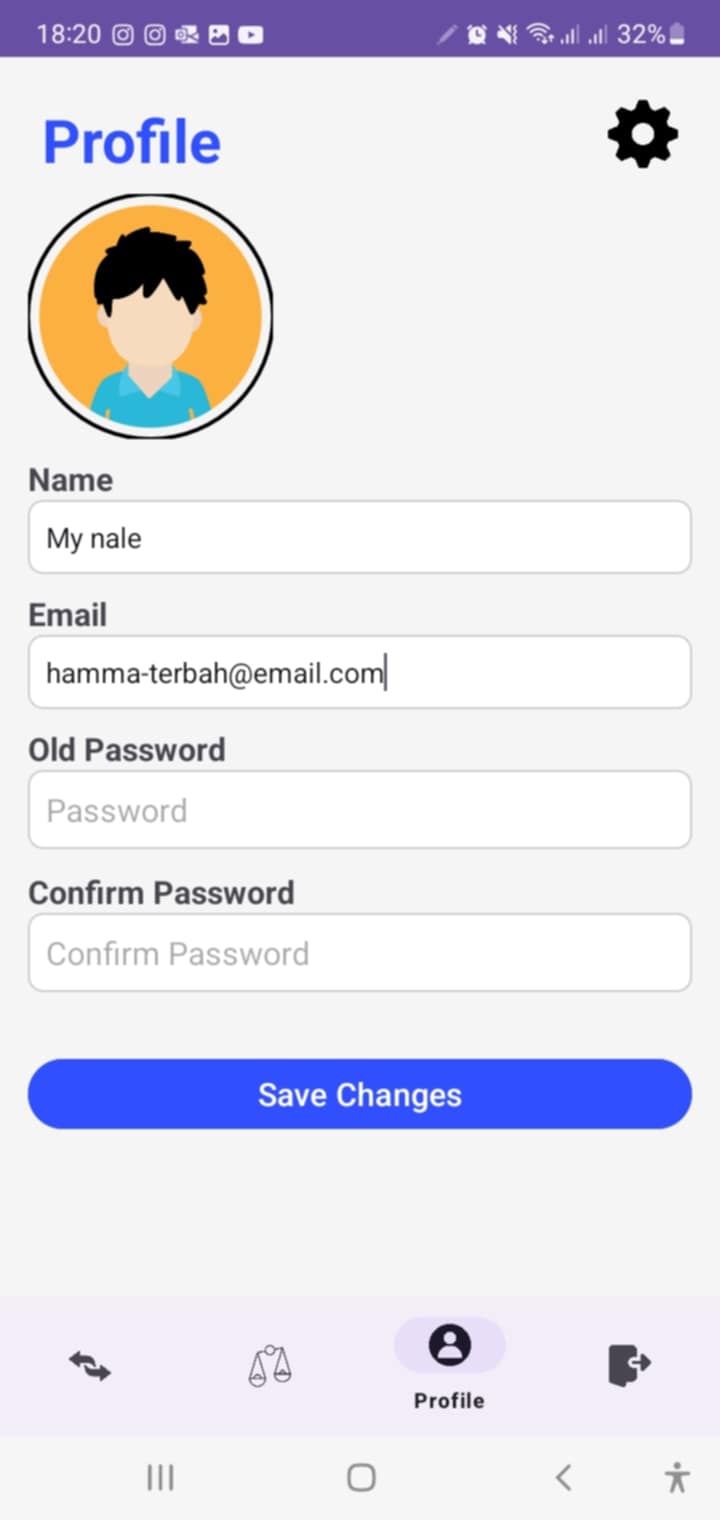 18:20 32%
Profile
Name
My nale
Email
hamma-terbah@email.com
Old Password
Password
Confirm Password
Confirm Password
Save Changes
Profile